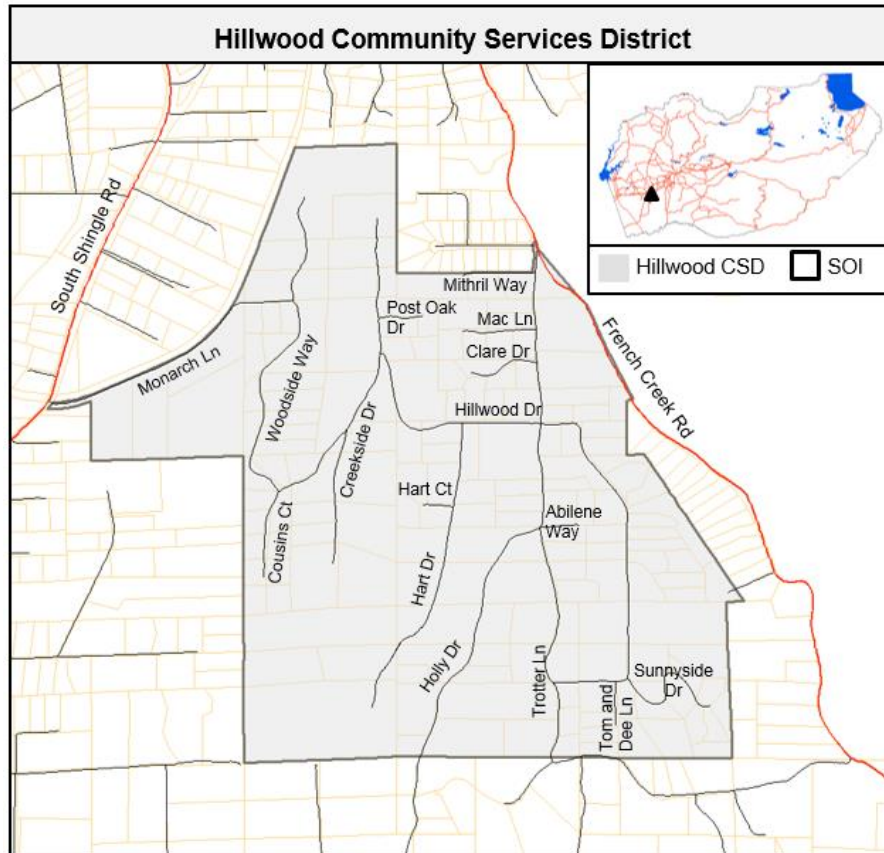 Hillwood Community Services District
South Shingle Rd
Hillwood CSD
SOI
Mithril Way
Post Oak
Dr
Mac Ln
Clare Dr
French Creek Rd
Monarch Ln
Woodside Way
Creekside Dr
Hillwood Dr
Hart Ct
Abilene
Way
Cousins Ct
Hart Dr
Holly Dr
Trotter Ln
Tom and
Dee Ln
Sunnyside
Dr